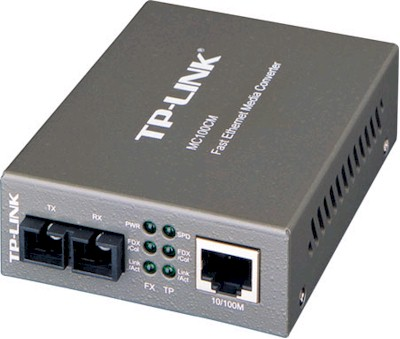 TP-LINK
MC100CM
Fast Ethernet Media Converter
TP-LINK
TX RX
PWR SPD
FDX
/Col
FDX
/Col
Link
/Act
Link
/Act
FX TP
10/100M